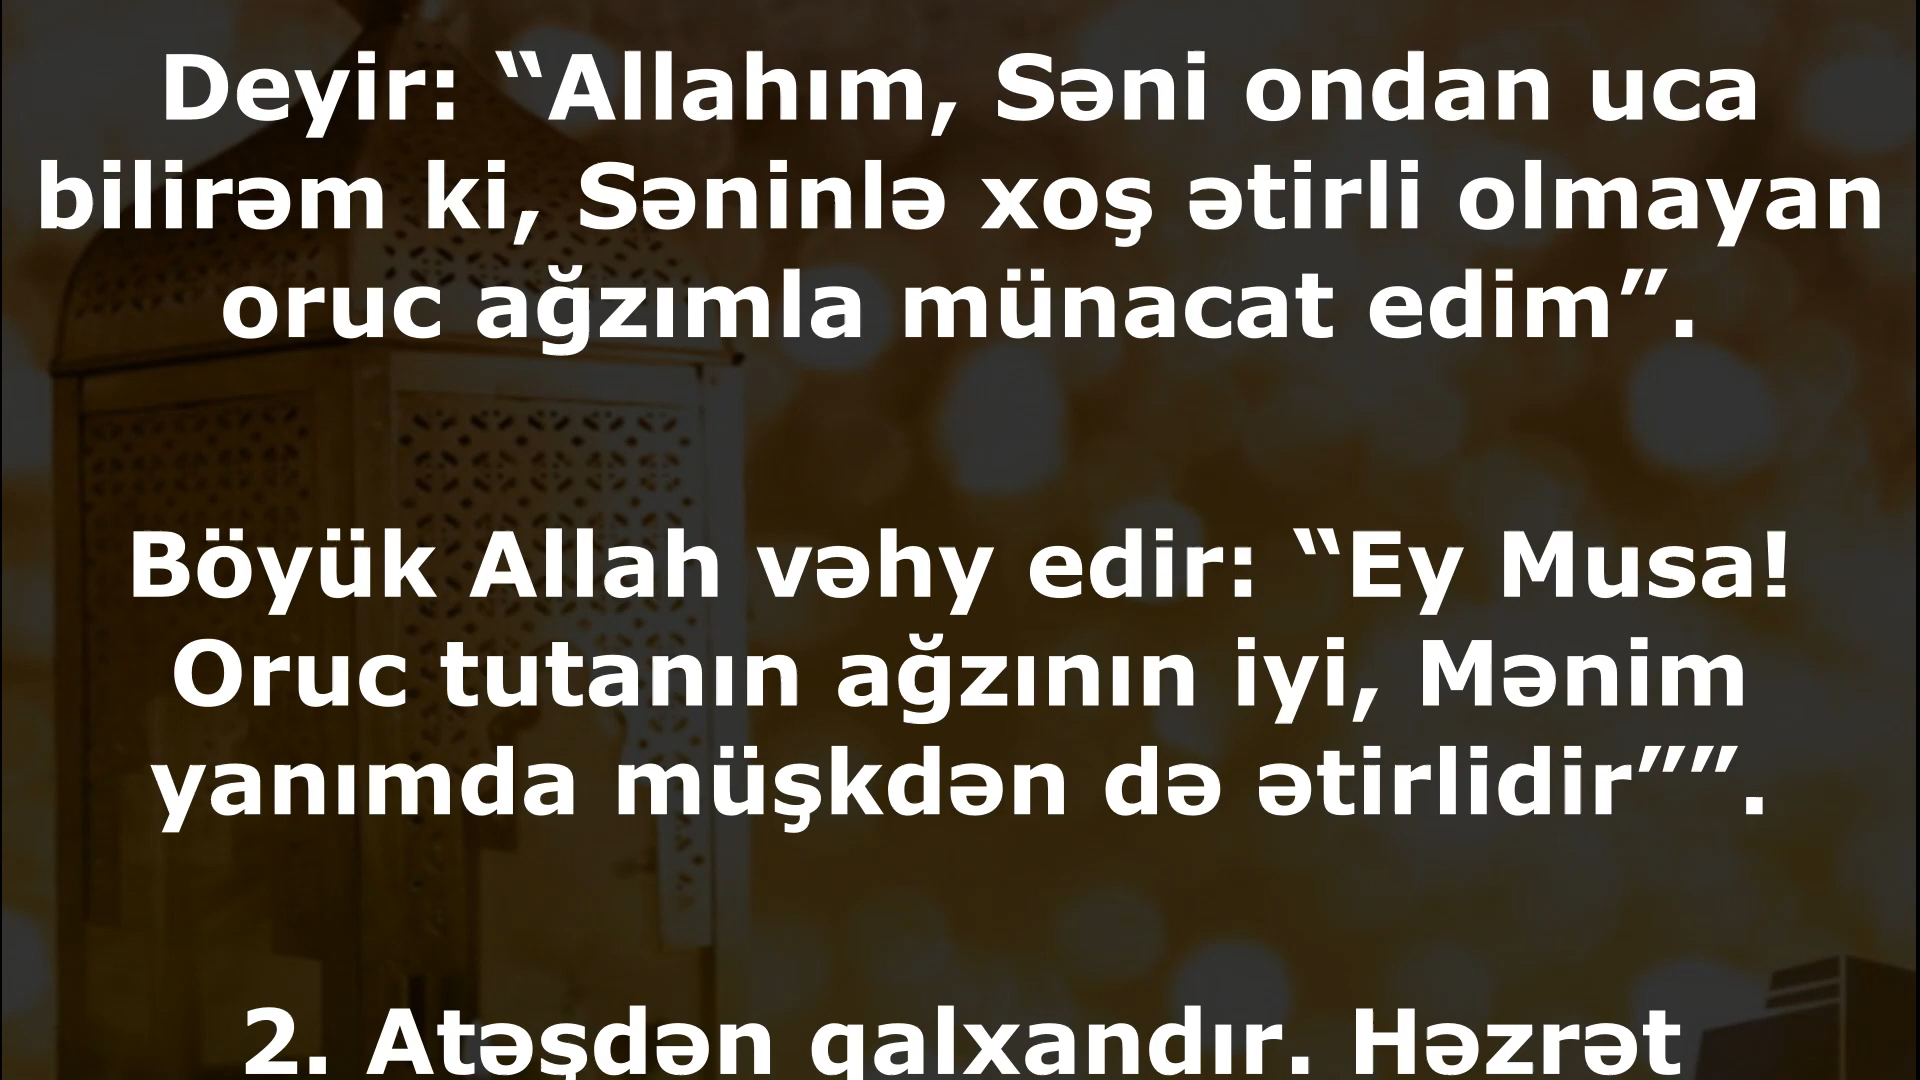 Deyir: “Allahım, Səni ondan uca
bilirəm ki, Səninlə xoş ətirli olmayan
oruc ağzımla münacat edim”.
Böyük Allah vəhy edir: “Ey Musa!
Oruc tutanın ağzının iyi, Mənim
yanımda müşkdən də ətirlidir””.
2. Atəşdən qalxandır. Həzrət